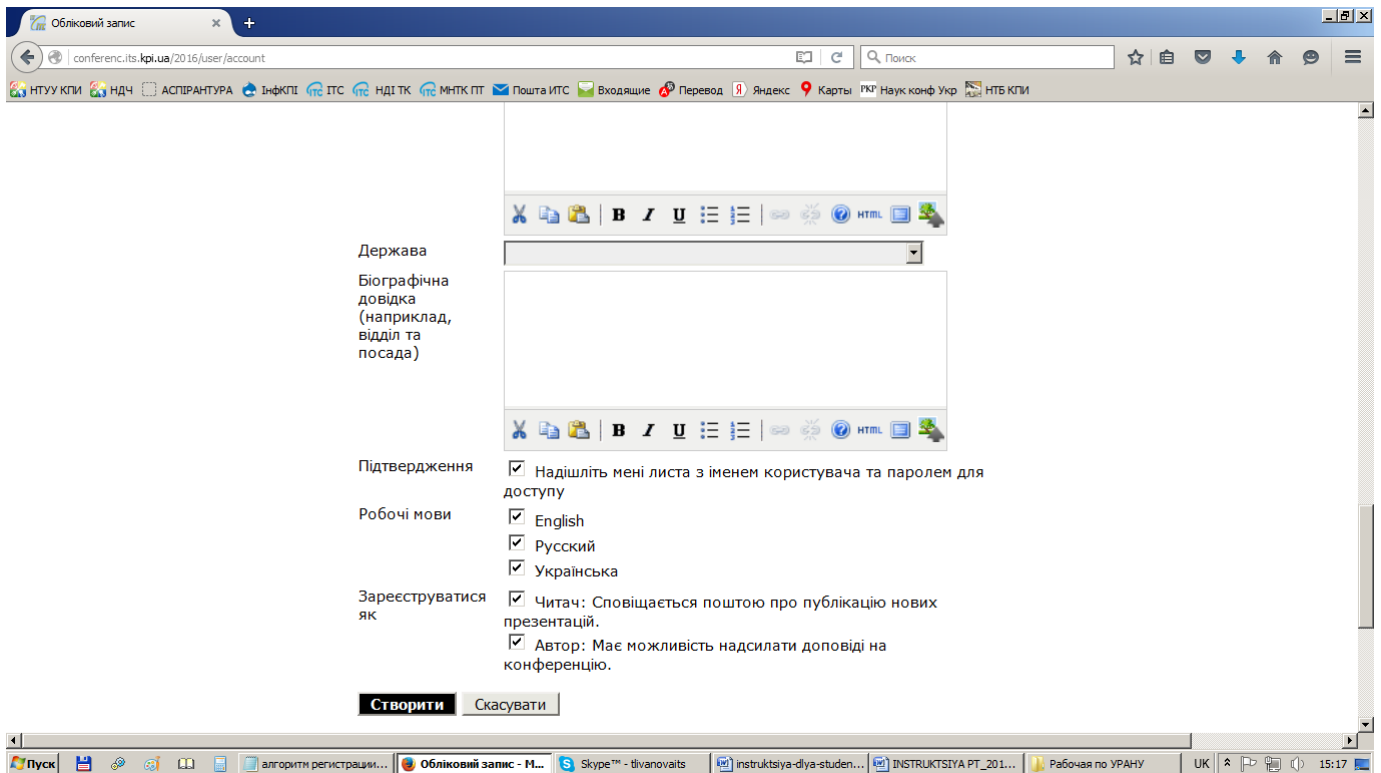 Обліковий запис
conferenc.its.kpi.ua/2016/user/account
Поиск
НТУУ КПИ НДЧ АСПІРАНТУРА ІнфКПІ ІТС НДІ ТК МНТК ПТ Пошта ИТС Входящие Перевод Яндекс Карты Наук конф Укр НТБ КПИ
B I U HTML
Держава
Біографічна
довідка
(наприклад,
відділ та
посада)
B I U HTML
Підтвердження
Надішліть мені листа з іменем користувача та паролем для
доступу
Робочі мови
English
Русский
Українська
Зареєструватися
як
Читач: Сповіщається поштою про публікацію нових
презентацій.
Автор: Має можливість надсилати доповіді на
конференцію.
Створити Скасувати
Пуск алгоритм регистрации... Обліковий запис - M... Skype™ - tlivanovaits instruktsiya-dlya-studen... INSTRUKTSIYA PT_201... Рабочая по УРАНУ UK 15:17